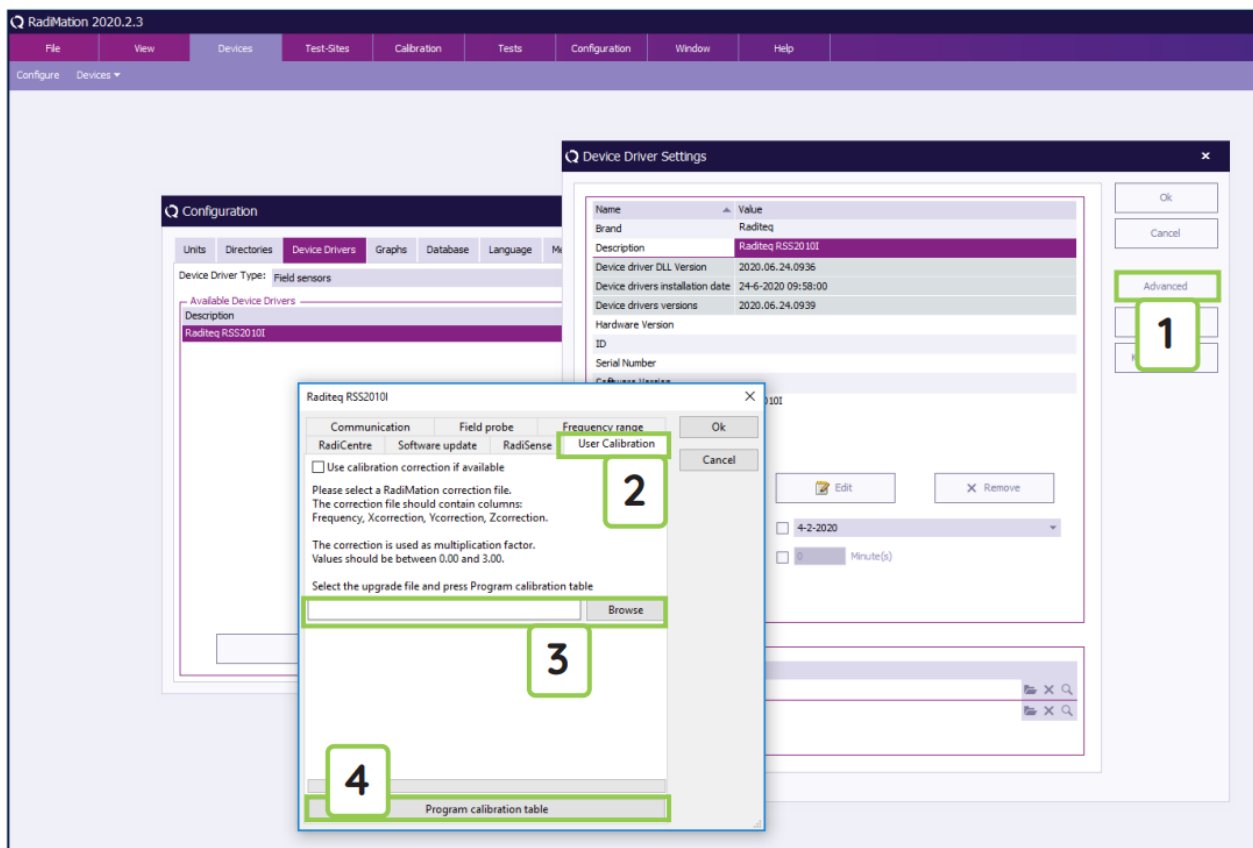 RadiMation 2020.2.3
File View Devices Test-Sites Calibration Tests Configuration Window Help
Configure Devices
Device Driver Settings
Ok
Cancel
Advanced
1
Name Value
Brand Raditeq
Description Raditeq RSS2010I
Device driver DLL Version 2020.06.24.0936
Device drivers installation date 24-6-2020 09:58:00
Device drivers versions 2020.06.24.0939
Hardware Version
ID
Serial Number
Software Version
Edit Remove
4-2-2020
0 Minute(s)
Configuration
Units Directories Device Drivers Graphs Database Language
Device Driver Type: Field sensors
Available Device Drivers
Description
Raditeq RSS2010I
Raditeq RSS2010I
Communication Field probe Frequency range
RadiCentre Software update RadiSense User Calibration
Ok
Cancel
2
Use calibration correction if available
Please select a RadiMation correction file.
The correction file should contain columns:
Frequency, Xcorrection, Ycorrection, Zcorrection.
The correction is used as multiplication factor.
Values should be between 0.00 and 3.00.
Select the upgrade file and press Program calibration table
Browse
3
4
Program calibration table